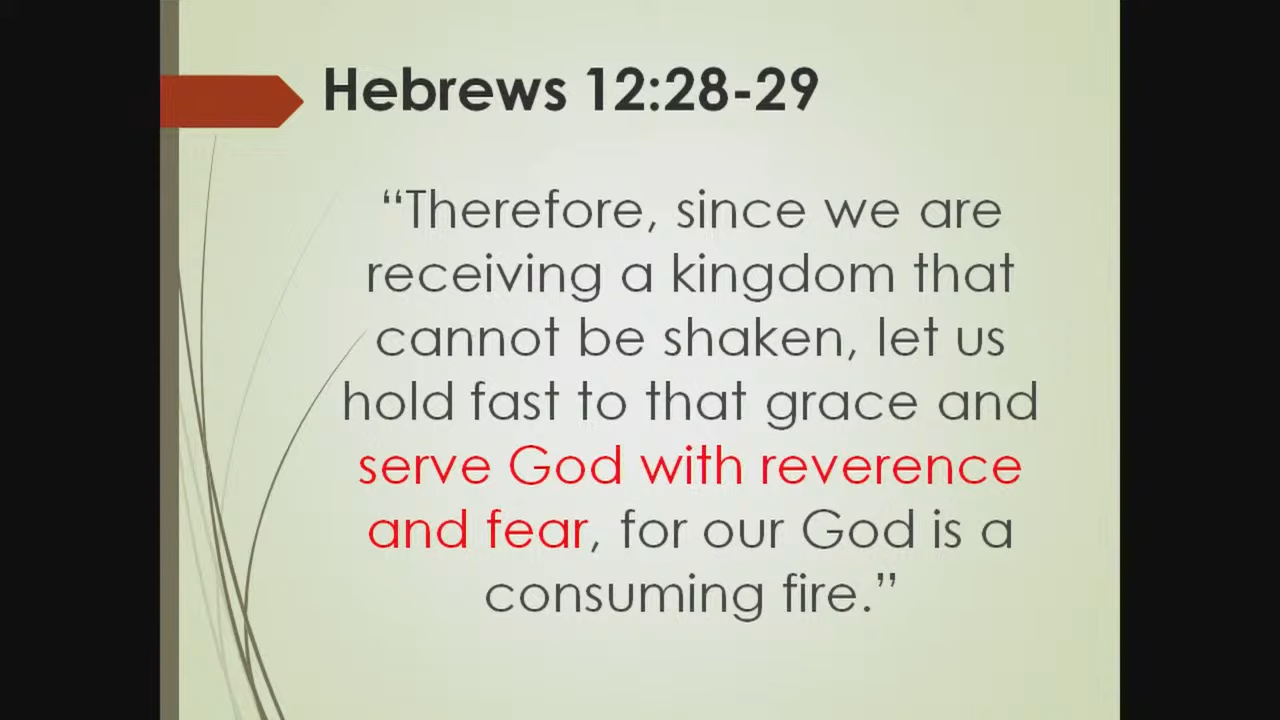 Hebrews 12:28-29
“Therefore, since we are
receiving a kingdom that
cannot be shaken, let us
hold fast to that grace and
serve God with reverence
and fear, for our God is a
consuming fire.”